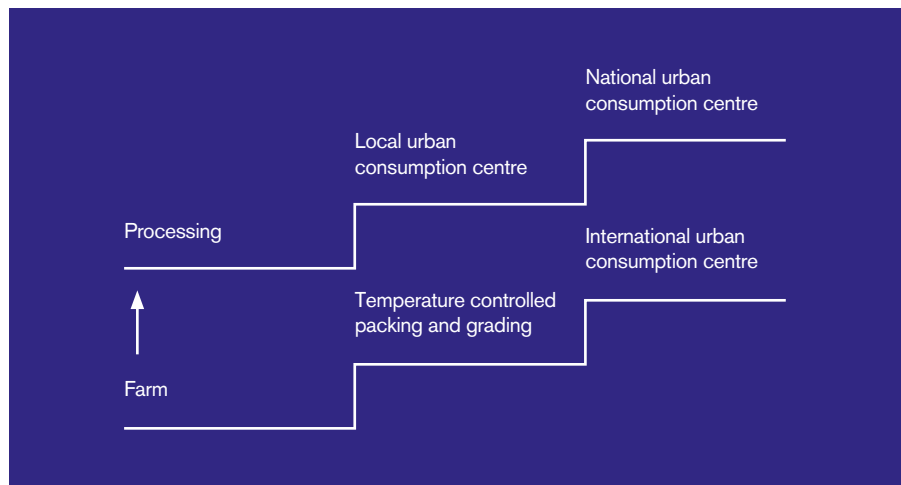 National urban
consumption centre
Local urban
consumption centre
Processing
International urban
consumption centre
Temperature controlled
packing and grading
Farm